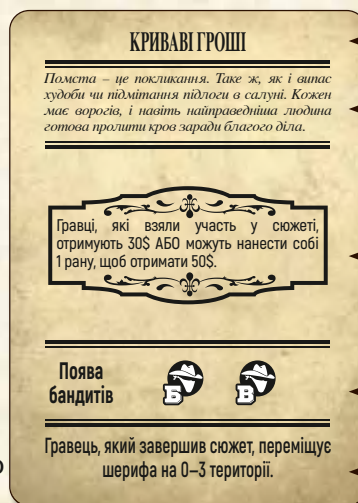 КРИВАВІ ГРОШІ
Помста – це покликання. Таке ж, як і випас
худоби чи підмітання підлоги в салуні. Кожен
має ворогів, і навіть найправедніша людина
готова пролити кров заради благого діла.
Гравці, які взяли участь у сюжеті,
отримують 30$ АБО можуть нанести собі
1 рану, щоб отримати 50$.
Поява
бандитів
Б В
Гравець, який завершив сюжет, переміщує
шерифа на 0–3 території.